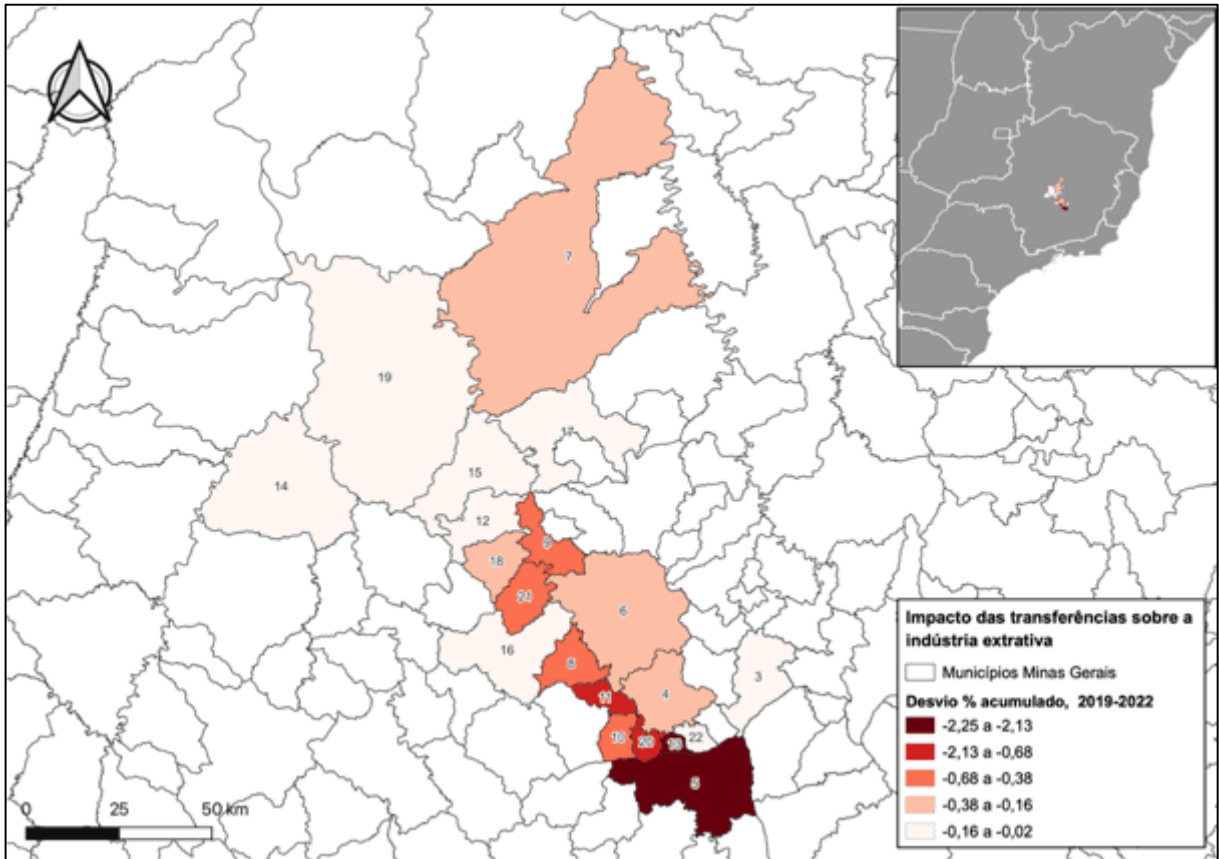 7
19
17
14
15
12
9
18
21
6
16
8
3
4
11
10
20
13
22
5
0 25 50 km
Impacto das transferências sobre a
indústria extrativa
Municípios Minas Gerais
Desvio % acumulado, 2019-2022
-2,25 a -2,13
-2,13 a -0,68
-0,68 a -0,38
-0,38 a -0,16
-0,16 a -0,02